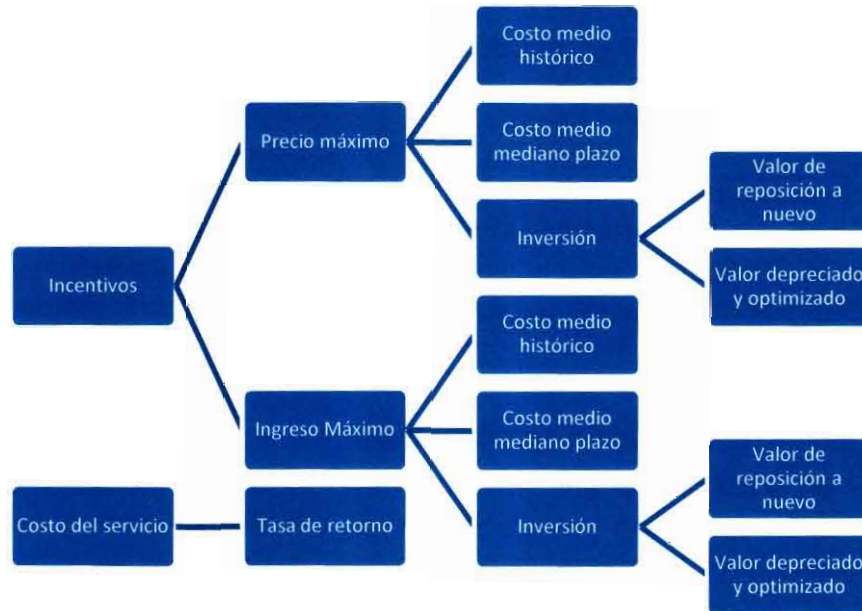 Costo medio
histórico
Precio máximo
Costo medio
mediano plazo
Valor de
reposición a
nuevo
Inversión
Incentivos
Valor depreciado
y optimizado
Costo medio
histórico
Ingreso Máximo
Costo medio
mediano plazo
Valor de
reposición a
nuevo
Costo del servicio
Tasa de retorno
Inversión
Valor depreciado
y optimizado